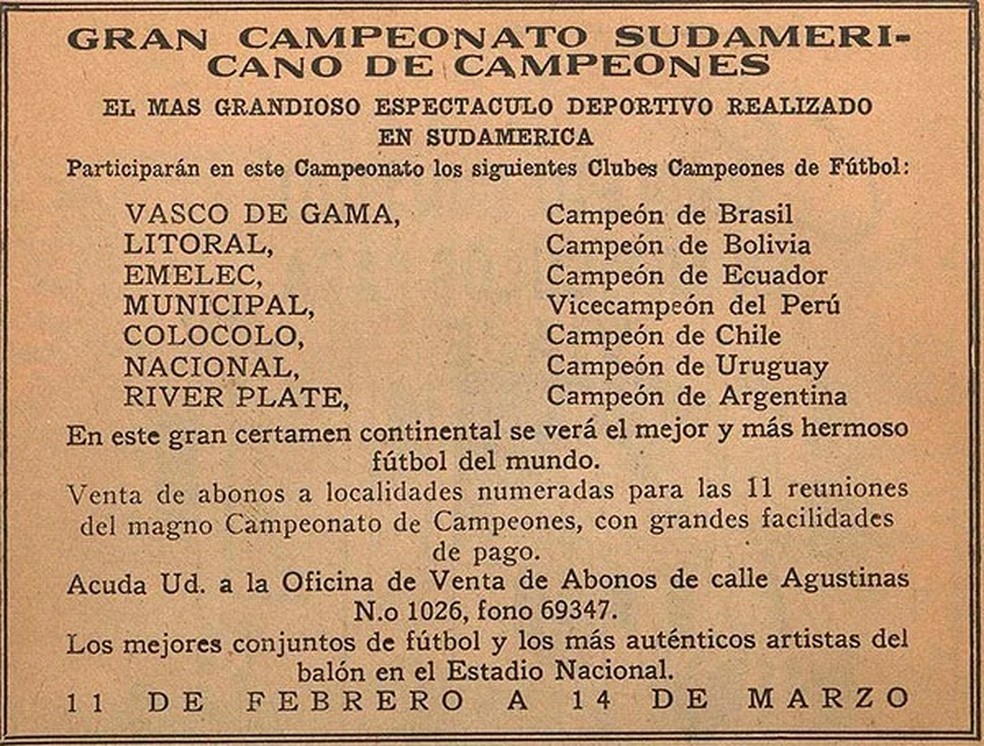 GRAN CAMPEONATO SUDAMERI-
CANO DE CAMPEONES
EL MAS GRANDIOSO ESPECTACULO DEPORTIVO REALIZADO
EN SUDAMERICA
Participarán en este Campeonato los siguientes Clubes Campeones de Fútbol:
VASCO DE GAMA, Campeón de Brasil
LITORAL, Campeón de Bolivia
EMELEC, Campeón de Ecuador
MUNICIPAL, Vicecampeón del Perú
COLOCOLO, Campeón de Chile
NACIONAL, Campeón de Uruguay
RIVER PLATE, Campeón de Argentina
En este gran certamen continental se verá el mejor y más hermoso
fútbol del mundo.
Venta de abonos a localidades numeradas para las 11 reuniones
del magno Campeonato de Campeones, con grandes facilidades
de pago.
Acuda Ud. a la Oficina de Venta de Abonos de calle Agustinas
N.o 1026, fono 69347.
Los mejores conjuntos de fútbol y los más auténticos artistas del
balón en el Estadio Nacional.
11 DE FEBRERO A 14 DE MARZO